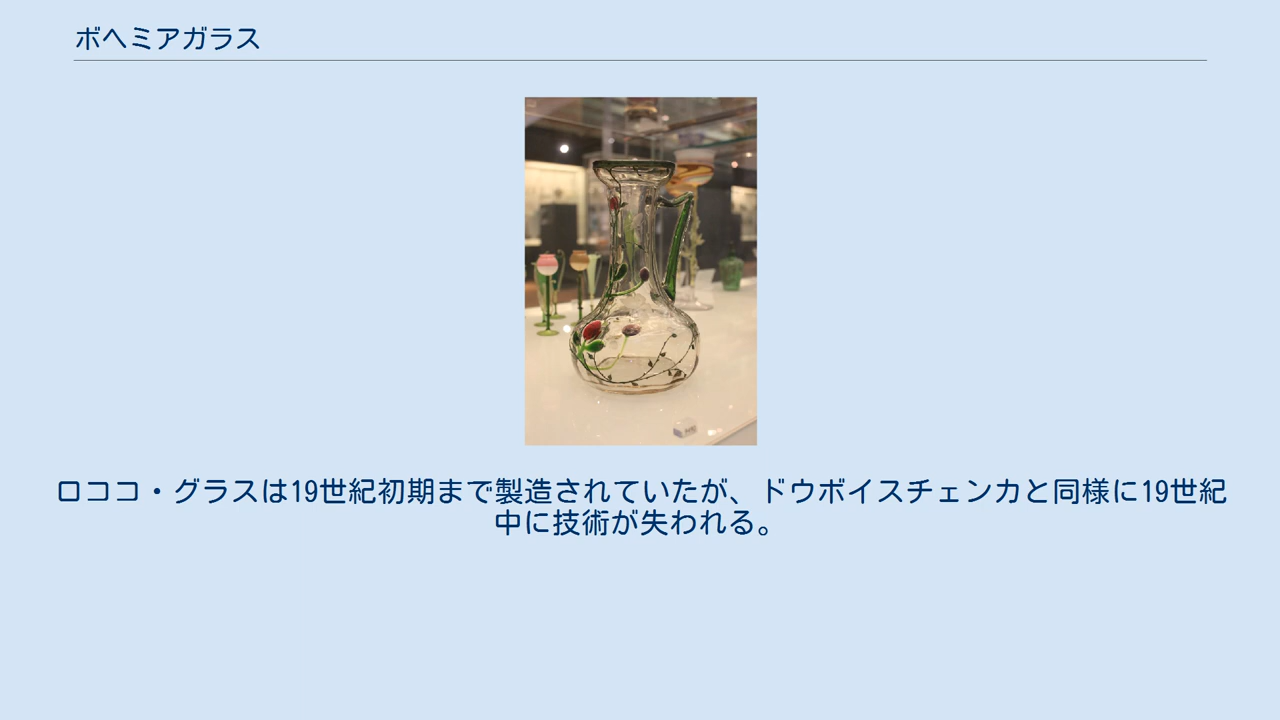 ボヘミアガラス
ロココ・グラスは19世紀初期まで製造されていたが、ドウボイスチェンカと同様に19世紀
中に技術が失われる。